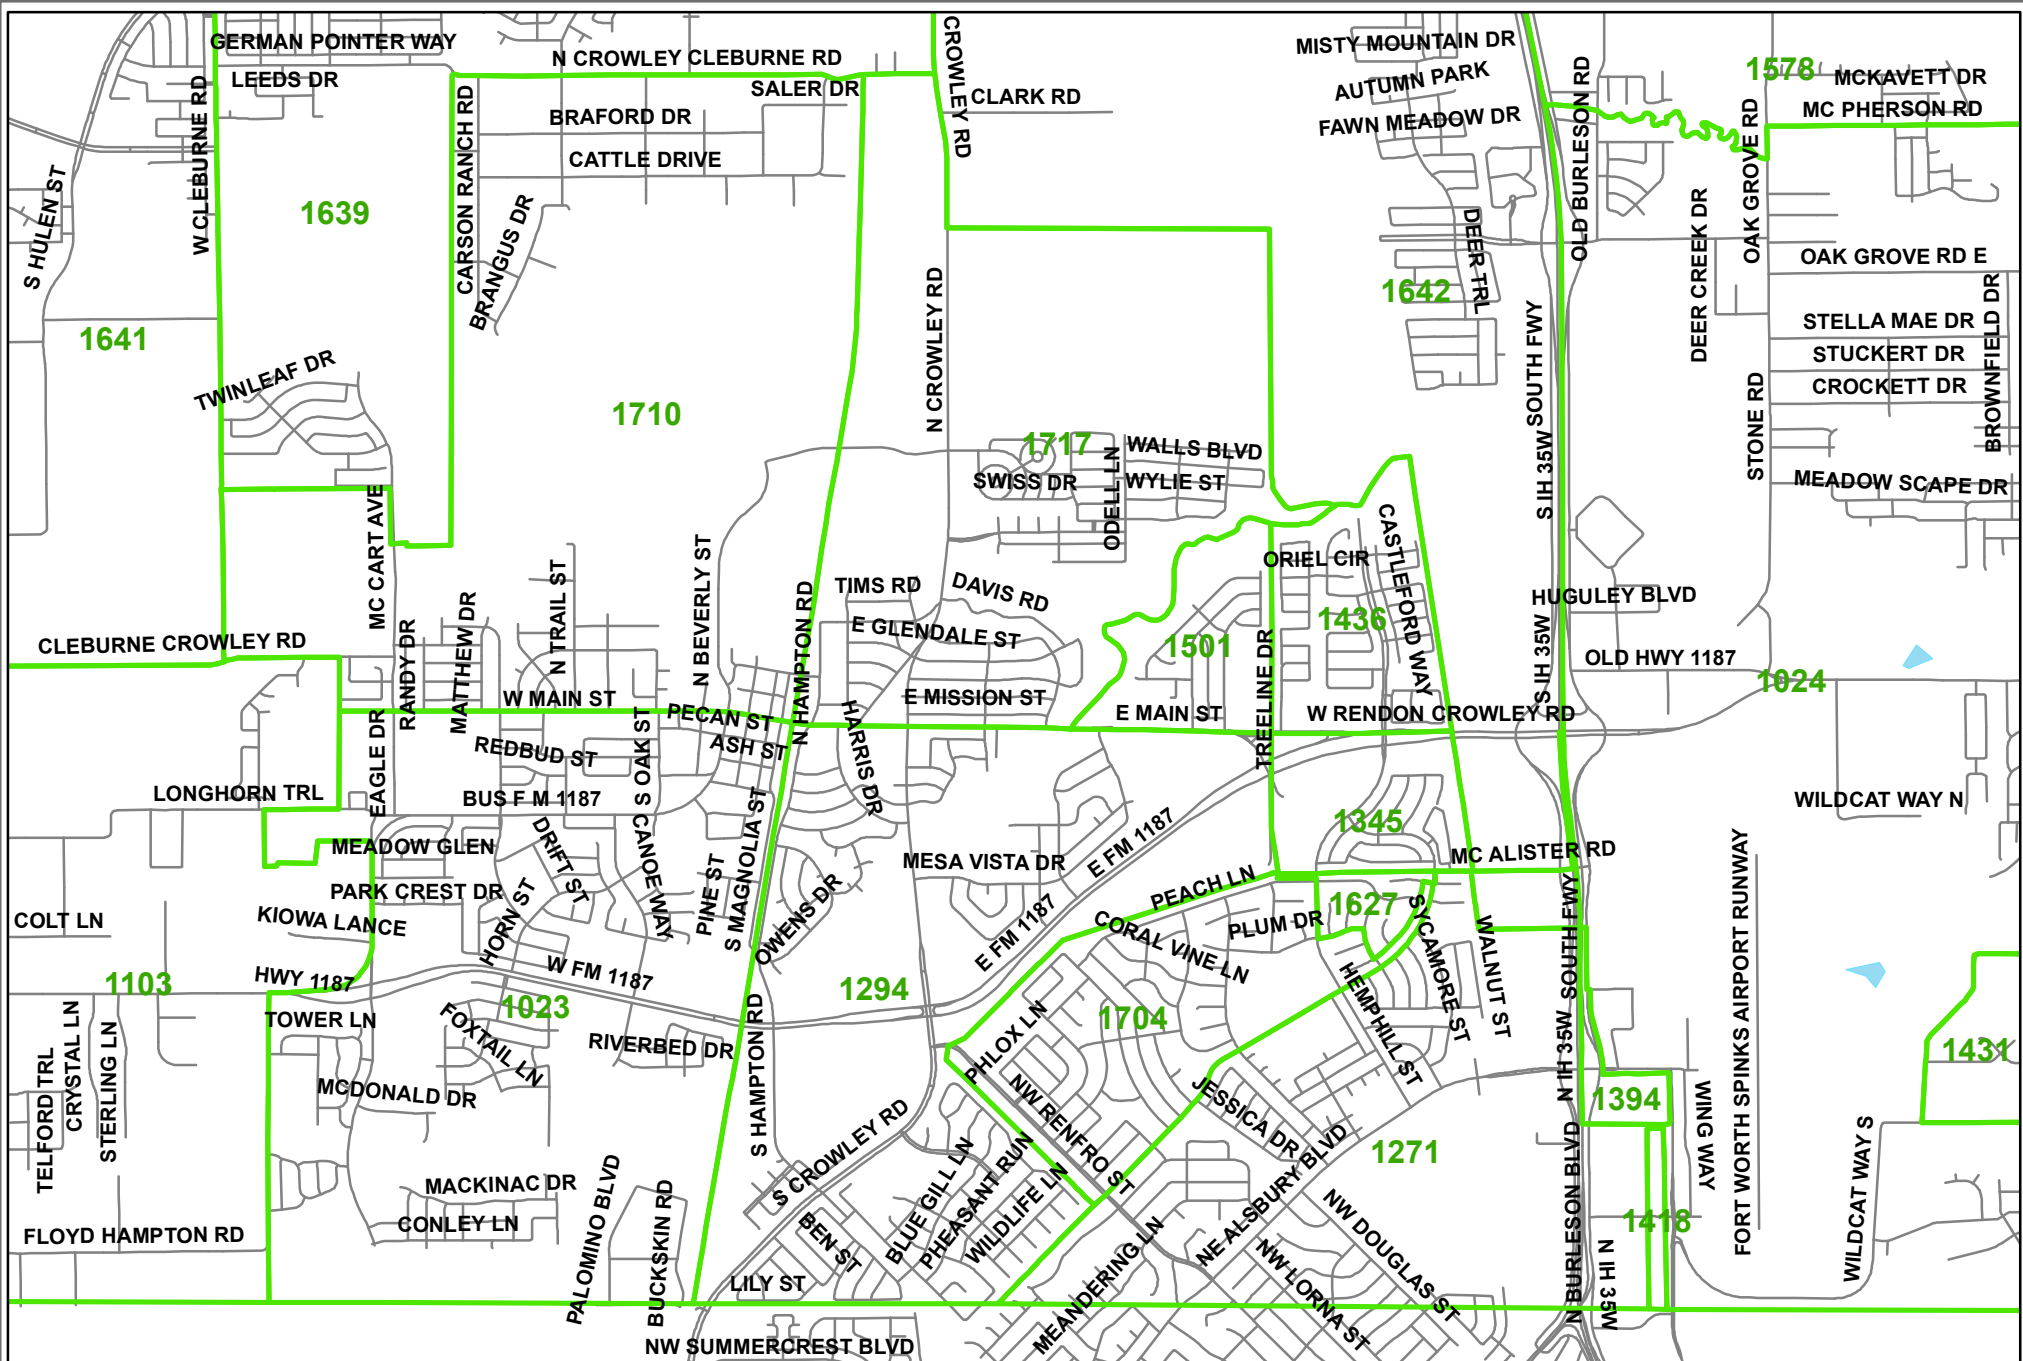 GERMAN POINTER WAY
N CROWLEY CLEBURNE RD
CROWLEY RD
MISTY MOUNTAIN DR
1578
LEEDS DR
SALER DR
CLARK RD
AUTUMN PARK
OLD BURLESON RD
MCKAVETT DR
MC PHERSON RD
W CLEBURNE RD
CARSON RANCH RD
BRAFORD DR
FAWN MEADOW DR
OAK GROVE RD
CATTLE DRIVE
S HULEN ST
1639
BRANGUS DR
DEER TRL
DEER CREEK DR
OAK GROVE RD E
1642
1641
N CROWLEY RD
SOUTH FWY
STELLA MAE DR
STUCKERT DR
CROCKETT DR
BROWNFIELD DR
TWINLEAF DR
1710
1717
WALLS BLVD
SWISS DR
ODELL LN
WYLIE ST
S IH 35W
STONE RD
MEADOW SCAPE DR
MC CART AVE
N BEVERLY ST
CASTLEFORD WAY
ORIEL CIR
N TRAIL ST
TIMS RD
DAVIS RD
HUGULEY BLVD
MATTHEW DR
RANDY DR
N HAMPTON RD
E GLENDALE ST
1436
1501
TREELINE DR
CLEBURNE CROWLEY RD
S IH 35W
OLD HWY 1187
1024
W MAIN ST
PECAN ST
E MISSION ST
E MAIN ST
W RENDON CROWLEY RD
EAGLE DR
REDBUD ST
S OAK ST
ASH ST
HARRIS DR
LONGHORN TRL
BUS F M 1187
WILDCAT WAY N
MEADOW GLEN
DRIFT ST
CANOE WAY
S MAGNOLIA ST
MESA VISTA DR
E FM 1187
1345
MC ALISTER RD
PARK CREST DR
PINE ST
OWENS DR
PEACH LN
1627
FORT WORTH SPINKS AIRPORT RUNWAY
COLT LN
KIOWA LANCE
HORN ST
E FM 1187
CORAL VINE LN
PLUM DR
SYCAMORE ST
WALNUT ST
SOUTH FWY
1103
HWY 1187
W FM 1187
1023
1294
HEMPHILL ST
N IH 35W
CRYSTAL LN
STERLING LN
TOWER LN
FOXTAIL LN
RIVERBED DR
S HAMPTON RD
PHLOX LN
1704
1431
TELFORD TRL
MCDONALD DR
NW RENFRO ST
JESSICA DR
1394
WING WAY
S CROWLEY RD
1271
WILDCAT WAY S
MACKINAC DR
PALOMINO BLVD
BUCKSKIN RD
BLUE GILL LN
PHEASANT RUN
WILDLIFE LN
NE ALSBURY BLVD
N BURLESON BLVD
1418
FLOYD HAMPTON RD
CONLEY LN
BEN ST
MEANDERING LN
NW DOUGLAS ST
NW LORNA ST
N IH 35W
LILY ST
NW SUMMERCREST BLVD